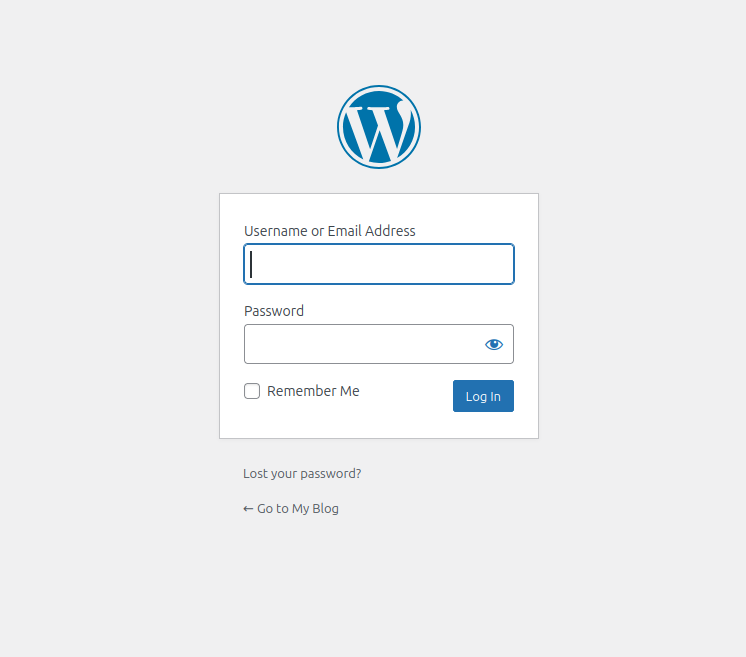 Username or Email Address
Password
Remember Me
Log In
Lost your password?
← Go to My Blog